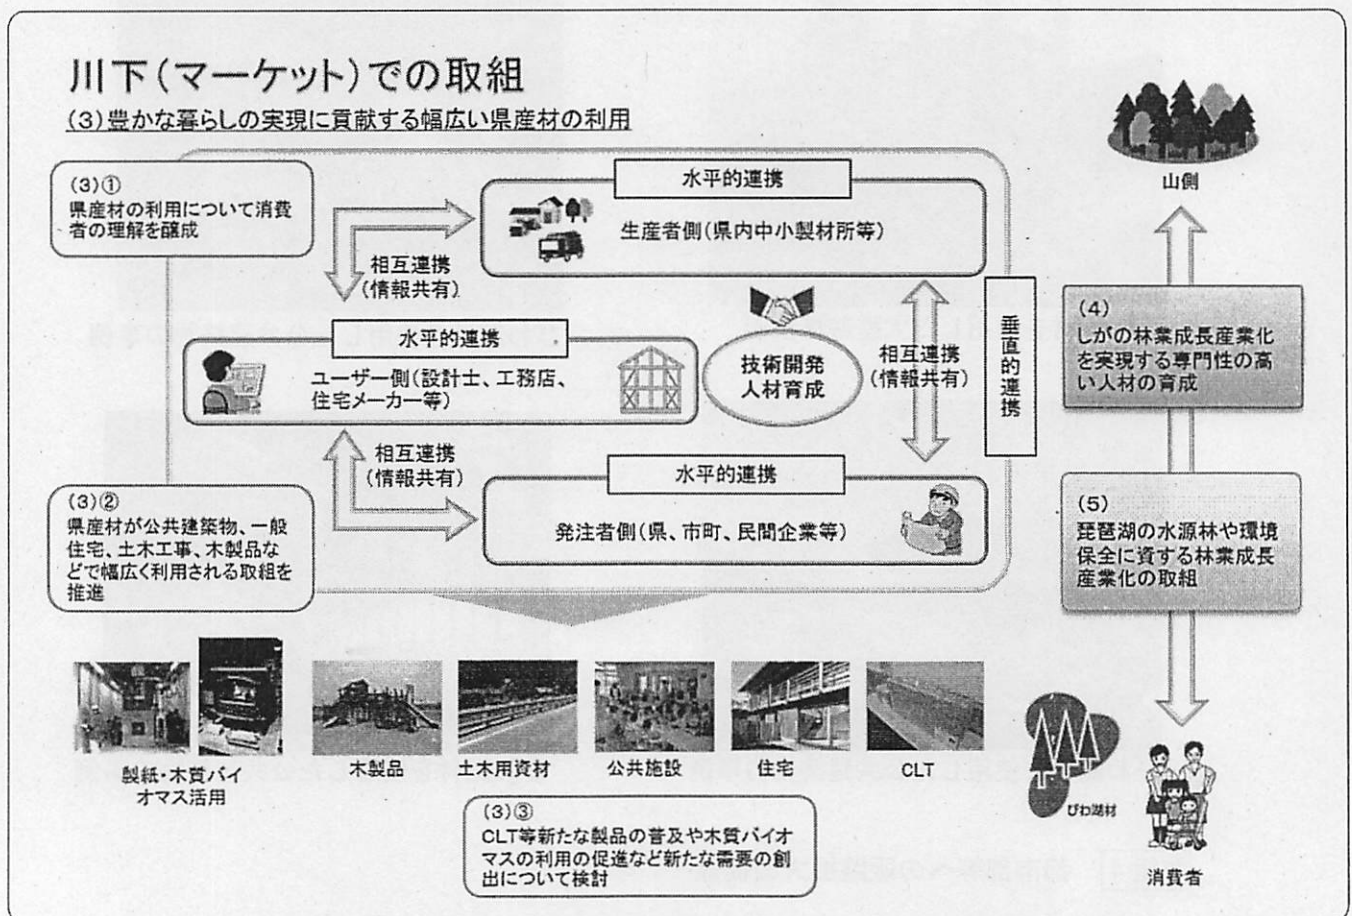 川下(マーケット)での取組
(3)豊かな暮らしの実現に貢献する幅広い県産材の利用
(3)①
県産材の利用について消費
者の理解を醸成
水平的連携
生産者側(県内中小製材所等)
相互連携
(情報共有)
水平的連携
ユーザー側(設計士、工務店、
住宅メーカー等)
技術開発
人材育成
相互連携
(情報共有)
垂直的連携
相互連携
(情報共有)
水平的連携
発注者側(県、市町、民間企業等)
(3)②
県産材が公共建築物、一般
住宅、土木工事、木製品な
どで幅広く利用される取組を
推進
製紙・木質バイ
オマス活用
木製品
土木用資材
公共施設
住宅
CLT
(3)③
CLT等新たな製品の普及や木質バイオ
マスの利用の促進など新たな需要の創
出について検討
山側
(4)
しがの林業成長産業化
を実現する専門性の高
い人材の育成
(5)
琵琶湖の水源林や環境
保全に資する林業成長
産業化の取組
びわ湖材
消費者